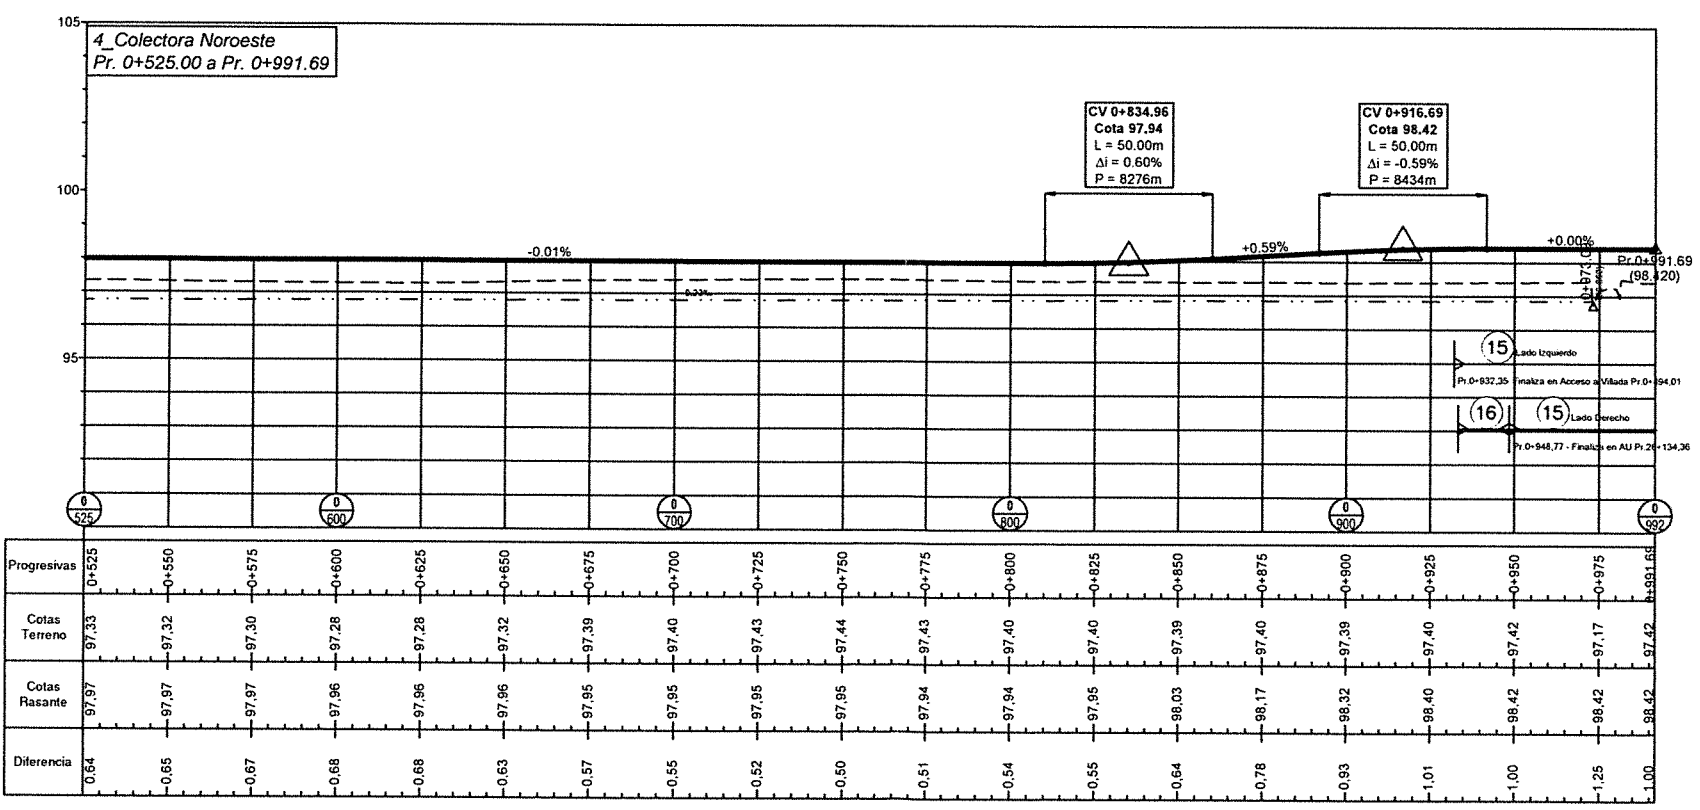 105
4_Colectora Noroeste
Pr. 0+525.00 a Pr. 0+991.69
CV 0+834.96
Cota 97.94
L = 50.00m
Δi = 0.60%
P = 8276m
CV 0+916.69
Cota 98.42
L = 50.00m
Δi = -0.59%
P = 8434m
100
-0.01%
+0.59%
+0.00%
Pr.0+991.69
(98.420)
95
15 Lado Izquierdo
Pr.0+932,35 Finaliza en Acceso a Villada
16 15 Lado Derecho
Pr.0+948,77 - Finaliza en AU Pr.26+134,36
0 525
0 600
0 700
0 800
0 900
0 992
Progresivas 0+525 0+550 0+575 0+600 0+625 0+650 0+675 0+700 0+725 0+750 0+775 0+800 0+825 0+850 0+875 0+900 0+925 0+950 0+975 0+991.69
Cotas
Terreno 97,33 97,32 97,30 97,28 97,28 97,32 97,39 97,40 97,43 97,44 97,43 97,40 97,40 97,39 97,40 97,39 97,40 97,42 97,17 97,42
Cotas
Rasante 97,97 97,97 97,97 97,96 97,96 97,96 97,95 97,95 97,95 97,95 97,94 97,94 97,95 98,03 98,17 98,32 98,40 98,42 98,42 98,42
Diferencia 0,64 0,65 0,67 0,68 0,68 0,63 0,57 0,55 0,52 0,50 0,51 0,54 0,55 0,64 0,78 0,93 1,01 1,00 1,25 1,00